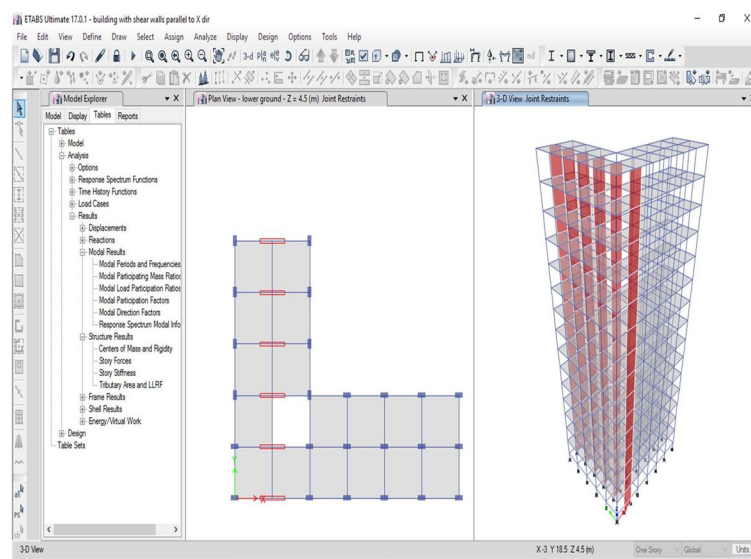 ETABS Ultimate 17.0.1 - building with shear walls parallel to X dir
File Edit View Define Draw Select Assign Analyze Display Design Options Tools Help
3-d
nd
Model Explorer
Model Display Tables Reports
Tables
Model
Analysis
Options
Response Spectrum Functions
Time History Functions
Load Cases
Results
Displacements
Reactions
Modal Results
Modal Periods and Frequencies
Modal Participating Mass Ratios
Modal Load Participation Ratios
Modal Participation Factors
Modal Direction Factors
Response Spectrum Modal Info
Structure Results
Centers of Mass and Rigidity
Story Forces
Story Stiffness
Tributary Area and LLRF
Frame Results
Shell Results
Energy/Virtual Work
Design
Table Sets
Plan View - lower ground - Z = 4.5 (m) Joint Restraints
Y
X
3-D View Joint Restraints
all
PS
clr
3-D View
X -3 Y 18.5 Z 4.5 (m)
One Story
Global
Units